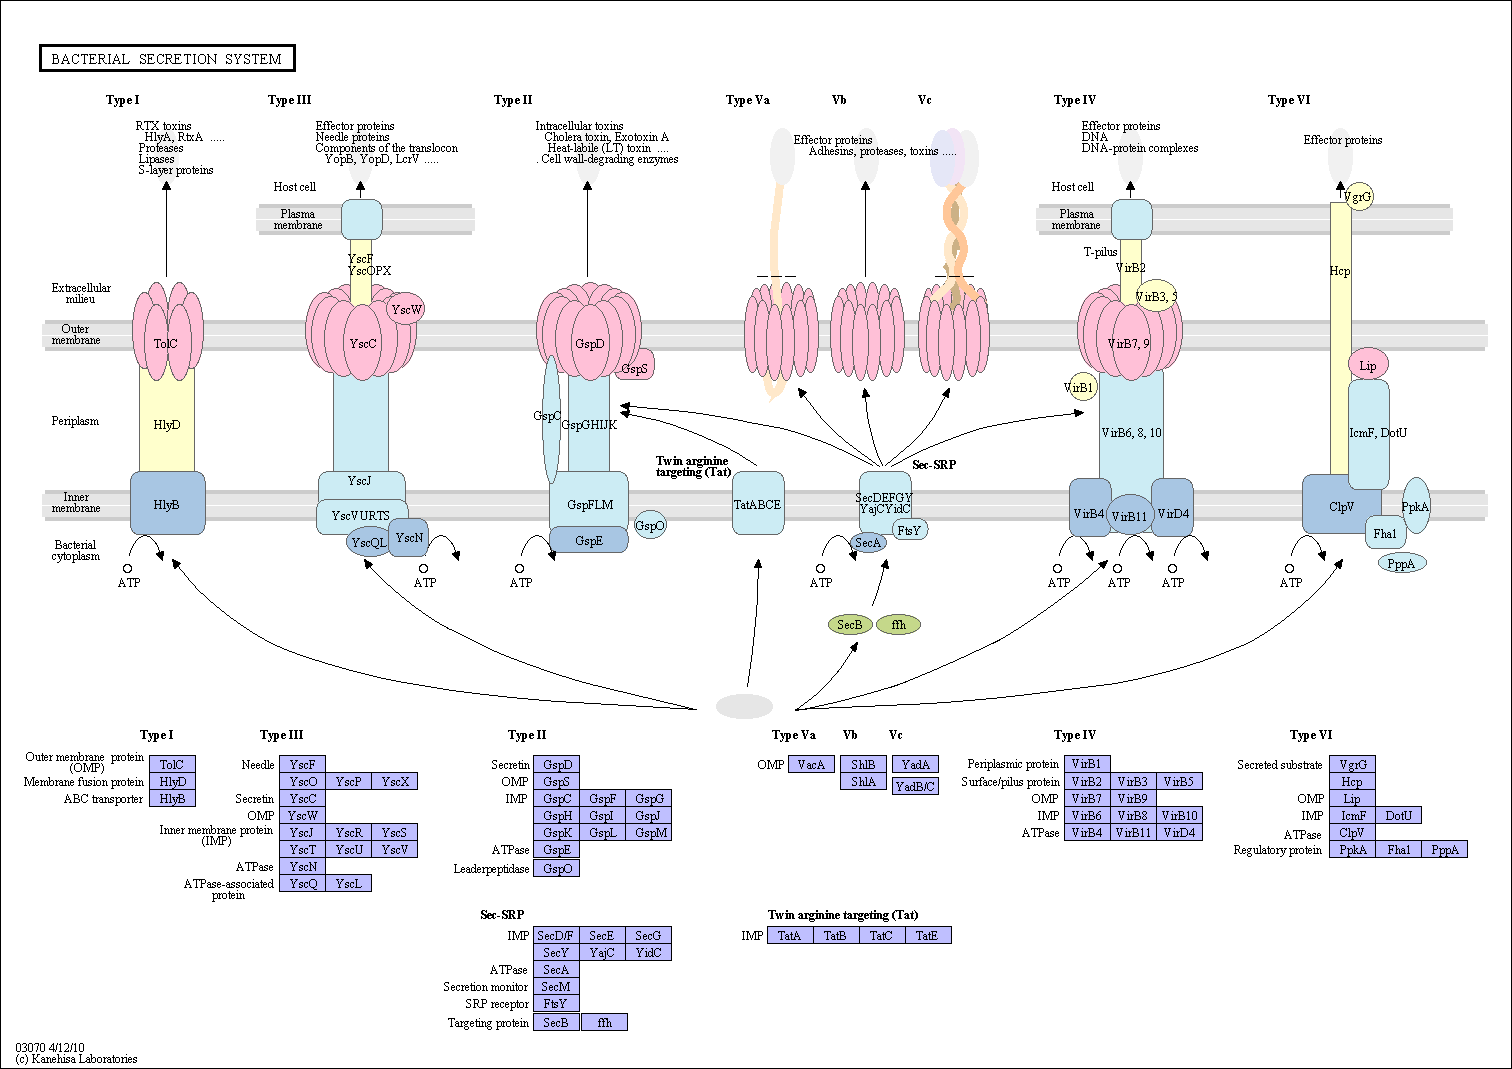 BACTERIAL SECRETION SYSTEM
Type I
Type III
Type II
Type Va
Vb
Vc
Type IV
Type VI
RTX toxins
HlyA, RtxA .....
Proteases
Lipases
S-layer proteins
Effector proteins
Needle proteins
Components of the translocon
YopB, YopD, LcrV .....
Intracellular toxins
Cholera toxin, Exotoxin A
Heat-labile (LT) toxin ....
. Cell wall-degrading enzymes
Effector proteins
Adhesins, proteases, toxins .....
Effector proteins
DNA
DNA-protein complexes
Effector proteins
Host cell
Plasma
membrane
Host cell
Plasma
membrane
VgrG
YscF
YscOPX
T-pilus
VirB2
Hcp
Extracellular
milieu
YscW
VirB3, 5
Outer
membrane
TolC
YscC
GspD
GspS
VirB7, 9
Lip
VirB1
Periplasm
HlyD
GspC
GspGHIJK
VirB6, 8, 10
IcmF, DotU
Twin arginine
targeting (Tat)
Sec-SRP
Inner
membrane
HlyB
YscJ
YscVURTS
GspFLM
GspO
TatABCE
SecDEFGY
YajCYidC
FtsY
VirB4
VirB11
VirD4
ClpV
PpkA
Bacterial
cytoplasm
YscQL
YscN
GspE
SecA
Fha1
PppA
ATP
ATP
ATP
ATP
ATP
ATP
ATP
ATP
SecB
ffh
Type I
Type III
Type II
Type Va
Vb
Vc
Type IV
Type VI
Outer membrane protein
(OMP)
TolC
Membrane fusion protein
HlyD
ABC transporter
HlyB
Needle
YscF
YscO YscP YscX
Secretin
YscC
OMP
YscW
Inner membrane protein
(IMP)
YscJ YscR YscS
YscT YscU YscV
ATPase
YscN
ATPase-associated
protein
YscQ YscL
Secretin
GspD
OMP
GspS
IMP
GspC GspF GspG
GspH GspI GspJ
GspK GspL GspM
ATPase
GspE
Leaderpeptidase
GspO
OMP
VacA
ShlB
ShlA
YadA
YadB/C
Periplasmic protein
VirB1
Surface/pilus protein
VirB2 VirB3 VirB5
OMP
VirB7 VirB9
IMP
VirB6 VirB8 VirB10
ATPase
VirB4 VirB11 VirD4
Secreted substrate
VgrG
Hcp
OMP
Lip
IMP
IcmF DotU
ATPase
ClpV
Regulatory protein
PpkA Fha1 PppA
Sec-SRP
IMP
SecD/F SecE SecG
SecY YajC YidC
ATPase
SecA
Secretion monitor
SecM
SRP receptor
FtsY
Targeting protein
SecB ffh
Twin arginine targeting (Tat)
IMP
TatA TatB TatC TatE
03070 4/12/10
(c) Kanehisa Laboratories